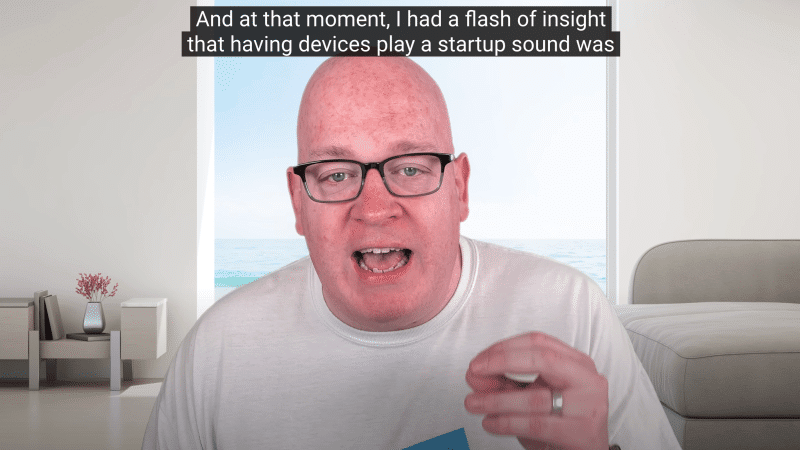 And at that moment, I had a flash of insight
that having devices play a startup sound was